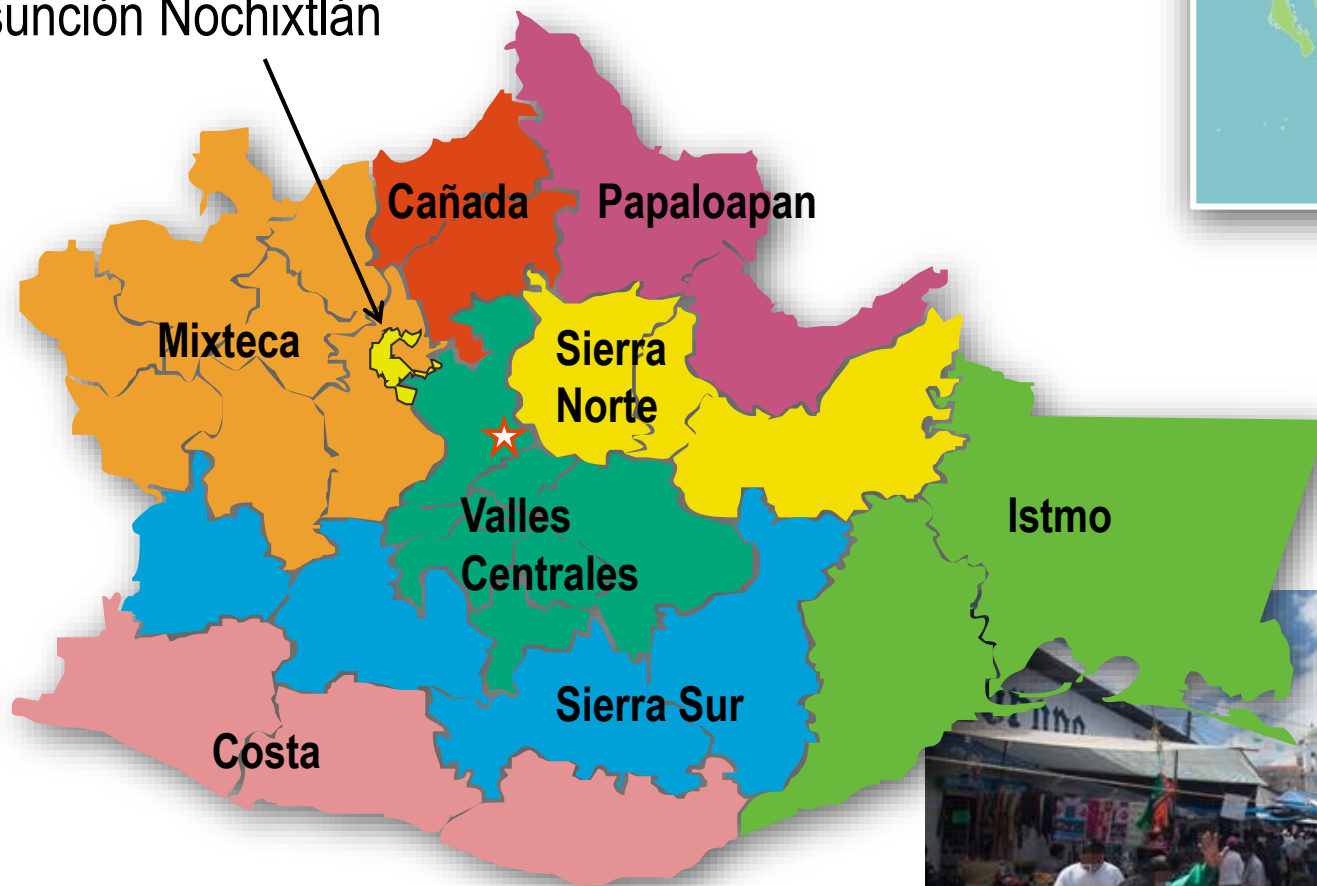 sunción Nochixtlán
Cañada
Papaloapan
Mixteca
Sierra
Norte
Valles
Centrales
Istmo
Sierra Sur
Costa